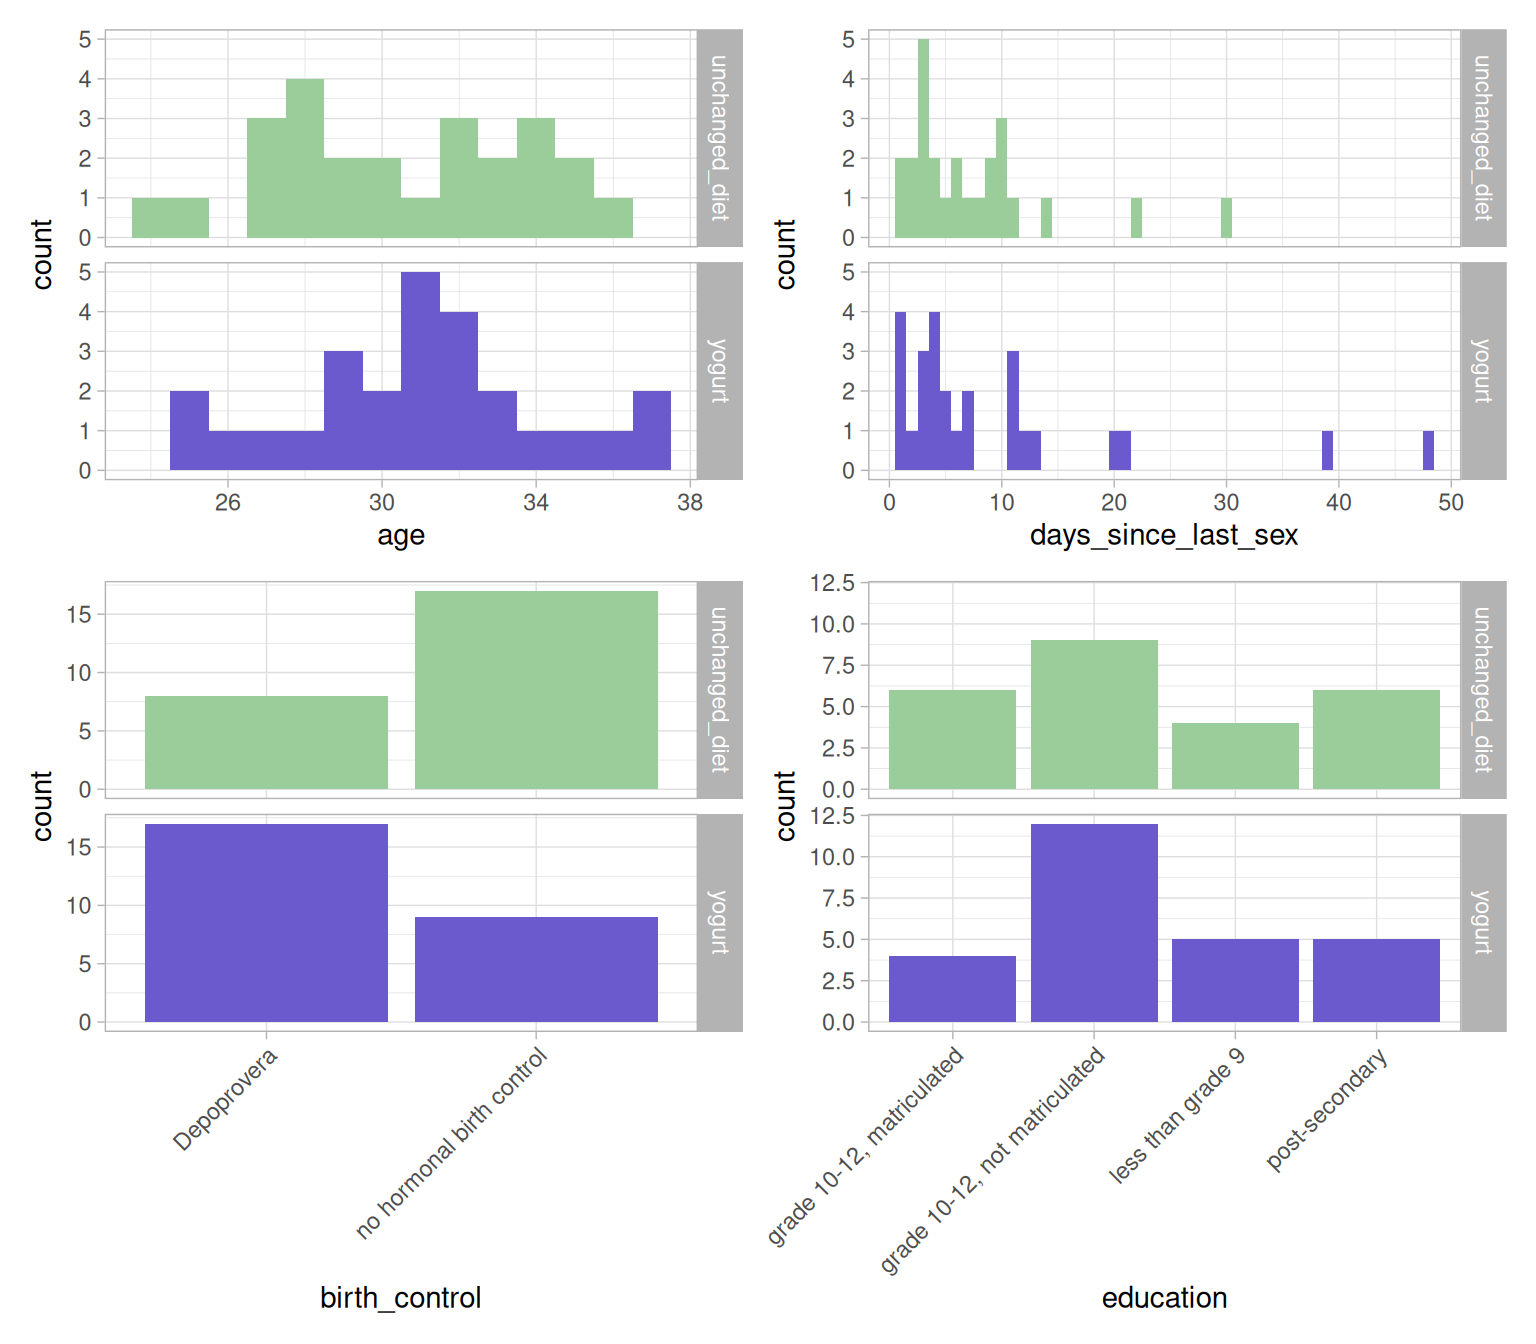 count
5
4
3
2
1
0
unchanged_diet
5
4
3
2
1
0
yogurt
26 30 34 38
age
count
5
4
3
2
1
0
unchanged_diet
5
4
3
2
1
0
yogurt
0 10 20 30 40 50
days_since_last_sex
count
15
10
5
0
unchanged_diet
15
10
5
0
yogurt
Depoprovera
no hormonal birth control
birth_control
count
12.5
10.0
7.5
5.0
2.5
0.0
unchanged_diet
12.5
10.0
7.5
5.0
2.5
0.0
yogurt
grade 10-12, matriculated
grade 10-12, not matriculated
less than grade 9
post-secondary
education